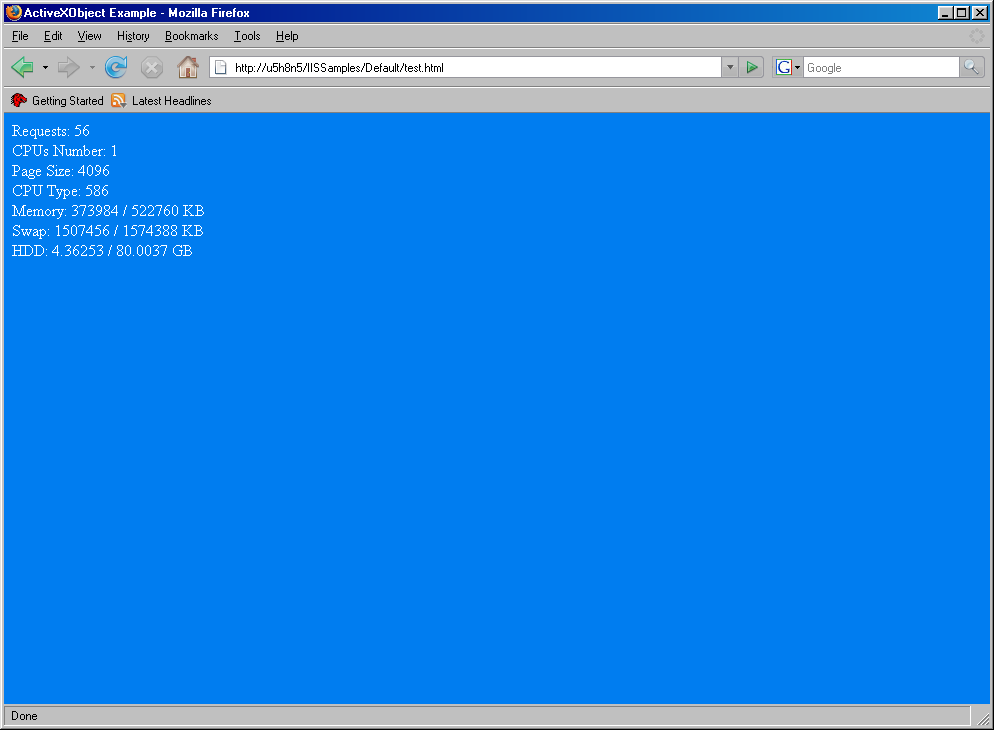 ActiveXObject Example - Mozilla Firefox
File Edit View History Bookmarks Tools Help
http://u5h8n5/IISSamples/Default/test.html
G Google
Getting Started Latest Headlines
Requests: 56
CPUs Number: 1
Page Size: 4096
CPU Type: 586
Memory: 373984 / 522760 KB
Swap: 1507456 / 1574388 KB
HDD: 4.36253 / 80.0037 GB
Done